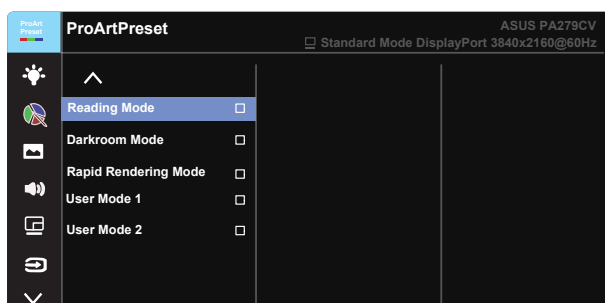 ProArt
Preset
ProArtPreset
ASUS PA279CV
Standard Mode DisplayPort 3840x2160@60Hz
Reading Mode
Darkroom Mode
Rapid Rendering Mode
User Mode 1
User Mode 2